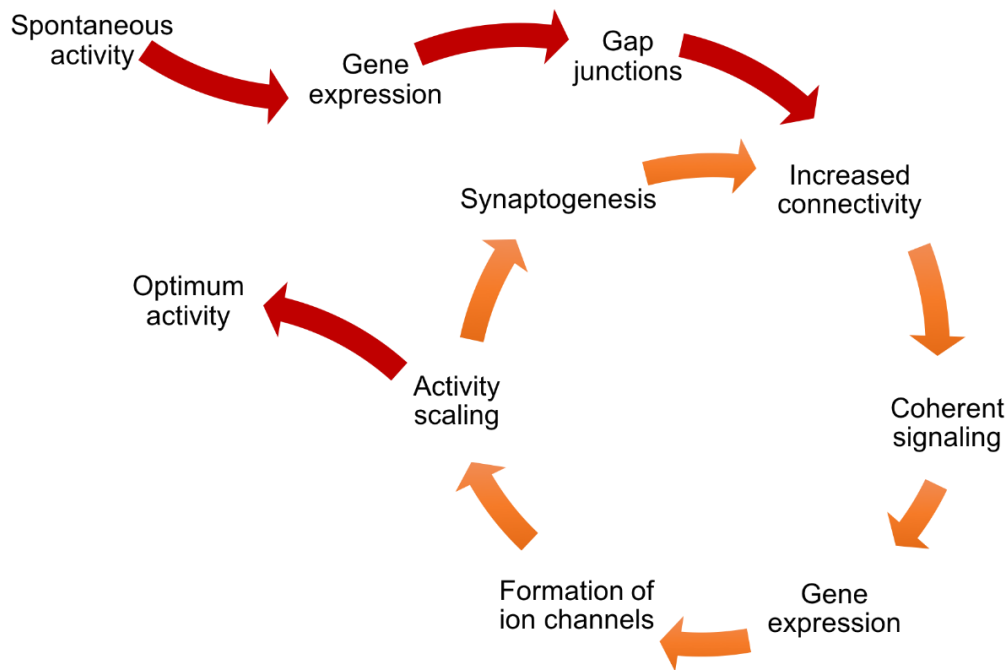 Spontaneous
activity
Gene
expression
Gap
junctions
Increased
connectivity
Synaptogenesis
Optimum
activity
Activity
scaling
Coherent
signaling
Formation of
ion channels
Gene
expression